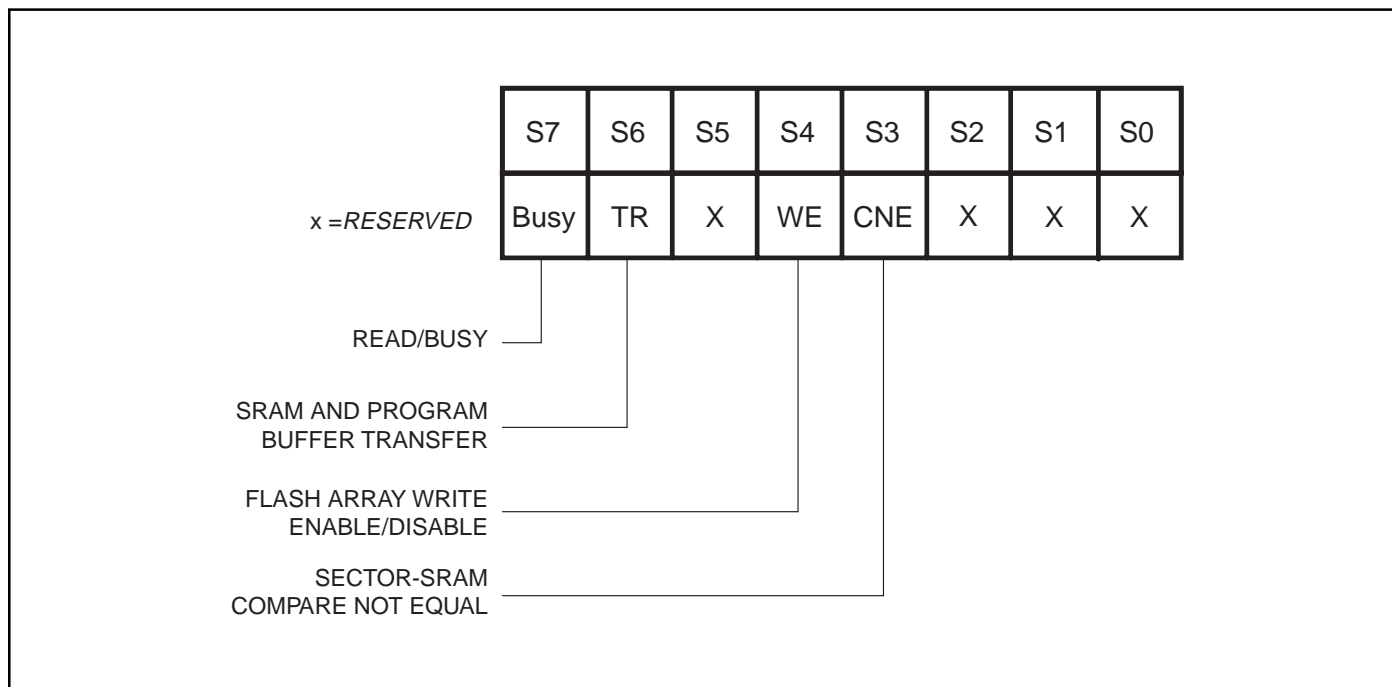 S7 S6 S5 S4 S3 S2 S1 S0
x =RESERVED Busy TR X WE CNE X X X
READ/BUSY
SRAM AND PROGRAM
BUFFER TRANSFER
FLASH ARRAY WRITE
ENABLE/DISABLE
SECTOR-SRAM
COMPARE NOT EQUAL